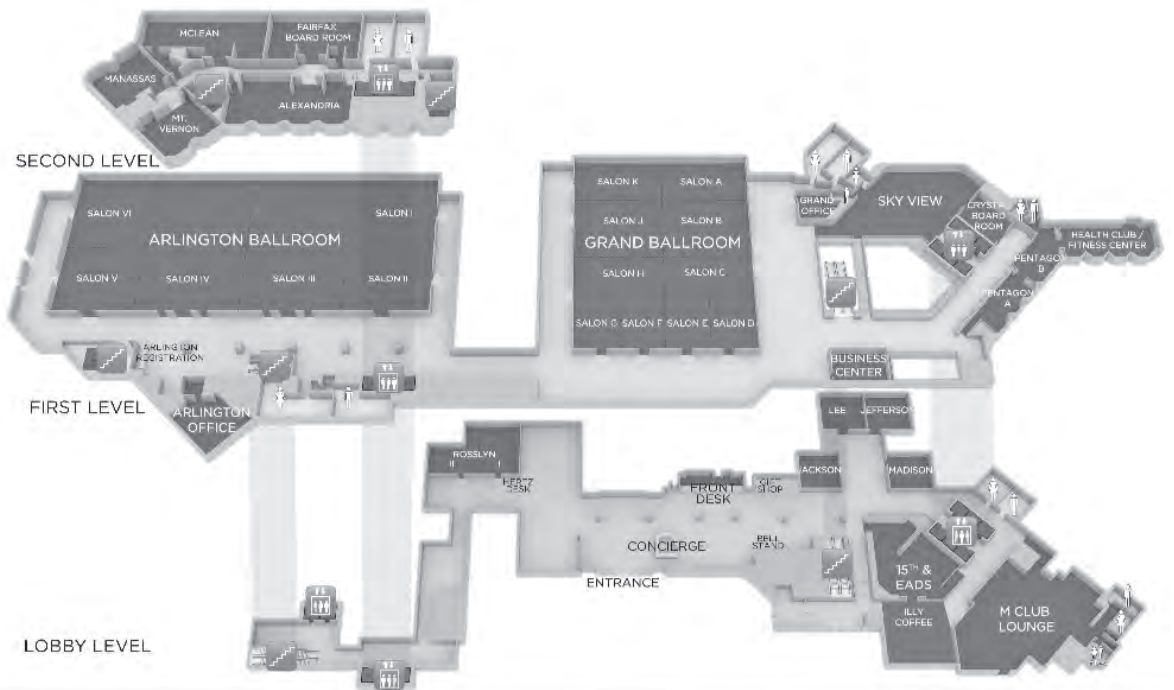 MCLEAN
FAIRFAX
BOARD ROOM
MANASSAS
ALEXANDRIA
MT.
VERNON
SECOND LEVEL
SALON VI
SALON I
ARLINGTON BALLROOM
SALON V
SALON IV
SALON III
SALON II
SALON K
SALON A
SALON J
SALON B
GRAND BALLROOM
SALON H
SALON C
SALON G
SALON F
SALON E
SALON D
GRAND
OFFICE
SKY VIEW
CRYSTAL
BOARD
ROOM
HEALTH CLUB /
FITNESS CENTER
PENTAGON
B
PENTAGON
A
BUSINESS
CENTER
ARLINGTON
REGISTRATION
ARLINGTON
OFFICE
FIRST LEVEL
LEE
JEFFERSON
ROSSLYN
II
I
HERTZ
DESK
FRONT
DESK
GIFT
SHOP
JACKSON
MADISON
CONCIERGE
BELL
STAND
ENTRANCE
15TH &
EADS
ILLY
COFFEE
M CLUB
LOUNGE
LOBBY LEVEL